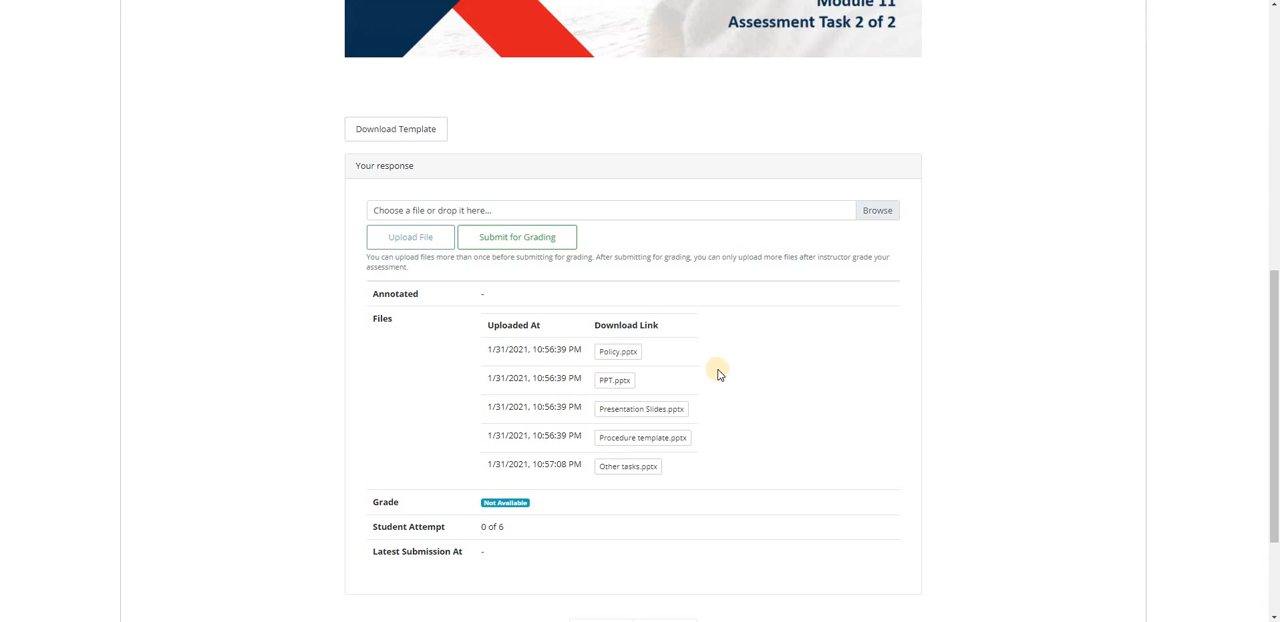 Module 11
Assessment Task 2 of 2
Download Template
Your response
Choose a file or drop it here...
Browse
Upload File
Submit for Grading
You can upload files more than once before submitting for grading. After submitting for grading, you can only upload more files after instructor grade your
assessment.
Annotated -
Files
Uploaded At Download Link
1/31/2021, 10:56:39 PM Policy.pptx
1/31/2021, 10:56:39 PM PPT.pptx
1/31/2021, 10:56:39 PM Presentation Slides.pptx
1/31/2021, 10:56:39 PM Procedure template.pptx
1/31/2021, 10:57:08 PM Other tasks.pptx
Grade Not Available
Student Attempt 0 of 6
Latest Submission At -